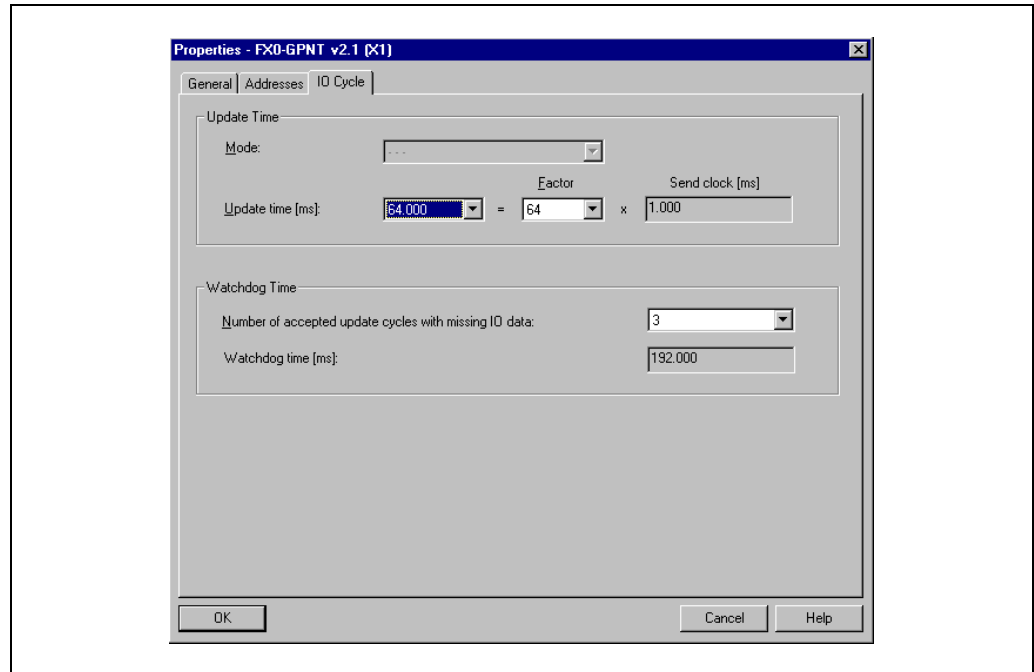 Properties - FX0-GPNT v2.1 (X1)
General Addresses IO Cycle
Update Time
Mode: ...
Factor Send clock [ms]
Update time [ms]: 64.000 = 64 x 1.000
Watchdog Time
Number of accepted update cycles with missing IO data: 3
Watchdog time [ms]: 192.000
OK Cancel Help